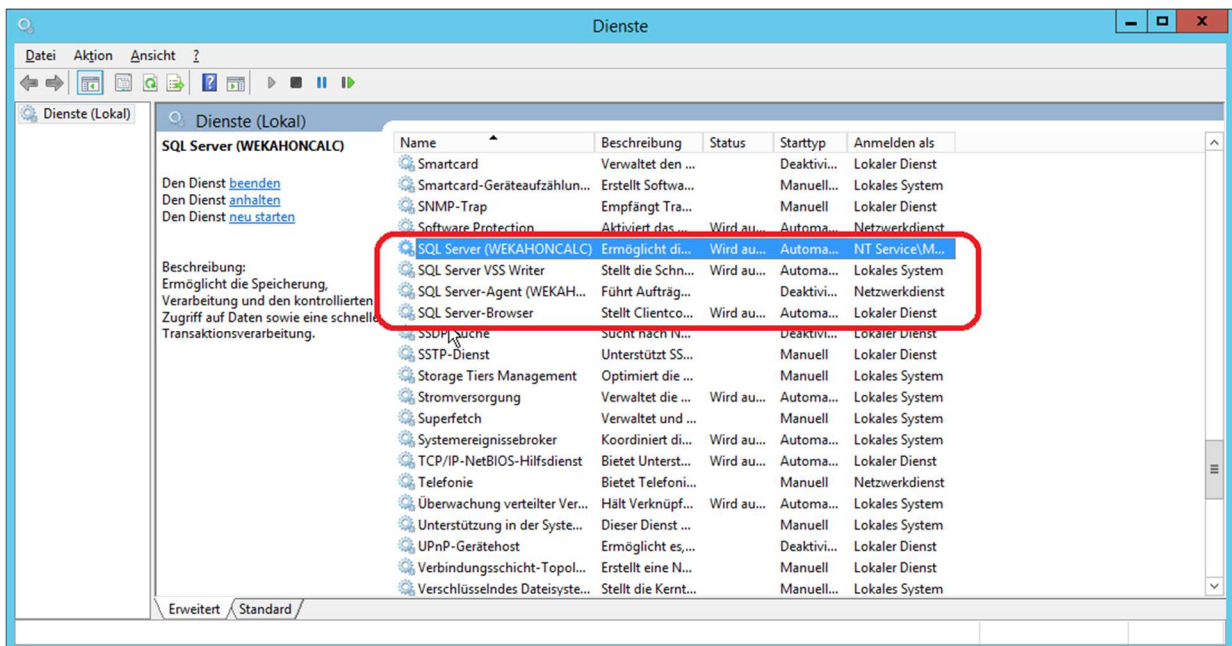 Dienste
Datei Aktion Ansicht ?
Dienste (Lokal)
Dienste (Lokal)
SQL Server (WEKAHONCALC)
Den Dienst beenden
Den Dienst anhalten
Den Dienst neu starten
Beschreibung:
Ermöglicht die Speicherung,
Verarbeitung und den kontrollierten
Zugriff auf Daten sowie eine schnelle
Transaktionsverarbeitung.
Name Beschreibung Status Starttyp Anmelden als
Smartcard Verwaltet den ... Deaktivi... Lokaler Dienst
Smartcard-Geräteaufzählun... Erstellt Softwa... Manuell... Lokales System
SNMP-Trap Empfängt Tra... Manuell Lokaler Dienst
Software Protection Aktiviert das ... Wird au... Automa... Netzwerkdienst
SQL Server (WEKAHONCALC) Ermöglicht di... Wird au... Automa... NT Service\M...
SQL Server VSS Writer Stellt die Schn... Wird au... Automa... Lokales System
SQL Server-Agent (WEKAH... Führt Aufträg... Deaktivi... Netzwerkdienst
SQL Server-Browser Stellt Clientco... Wird au... Automa... Lokaler Dienst
SSDP-Suche Sucht nach N... Deaktivi... Lokaler Dienst
SSTP-Dienst Unterstützt SS... Manuell Lokaler Dienst
Storage Tiers Management Optimiert die ... Manuell Lokales System
Stromversorgung Verwaltet die ... Wird au... Automa... Lokales System
Superfetch Verwaltet und ... Manuell Lokales System
Systemereignissebroker Koordiniert di... Wird au... Automa... Lokales System
TCP/IP-NetBIOS-Hilfsdienst Bietet Unterst... Wird au... Automa... Lokaler Dienst
Telefonie Bietet Telefoni... Manuell Netzwerkdienst
Überwachung verteilter Ver... Hält Verknüpf... Wird au... Automa... Lokales System
Unterstützung in der Syste... Dieser Dienst ... Manuell Lokales System
UPnP-Gerätehost Ermöglicht es,... Deaktivi... Lokaler Dienst
Verbindungsschicht-Topol... Erstellt eine N... Manuell Lokaler Dienst
Verschlüsselndes Dateisyste... Stellt die Kernt... Manuell... Lokales System
Erweitert Standard